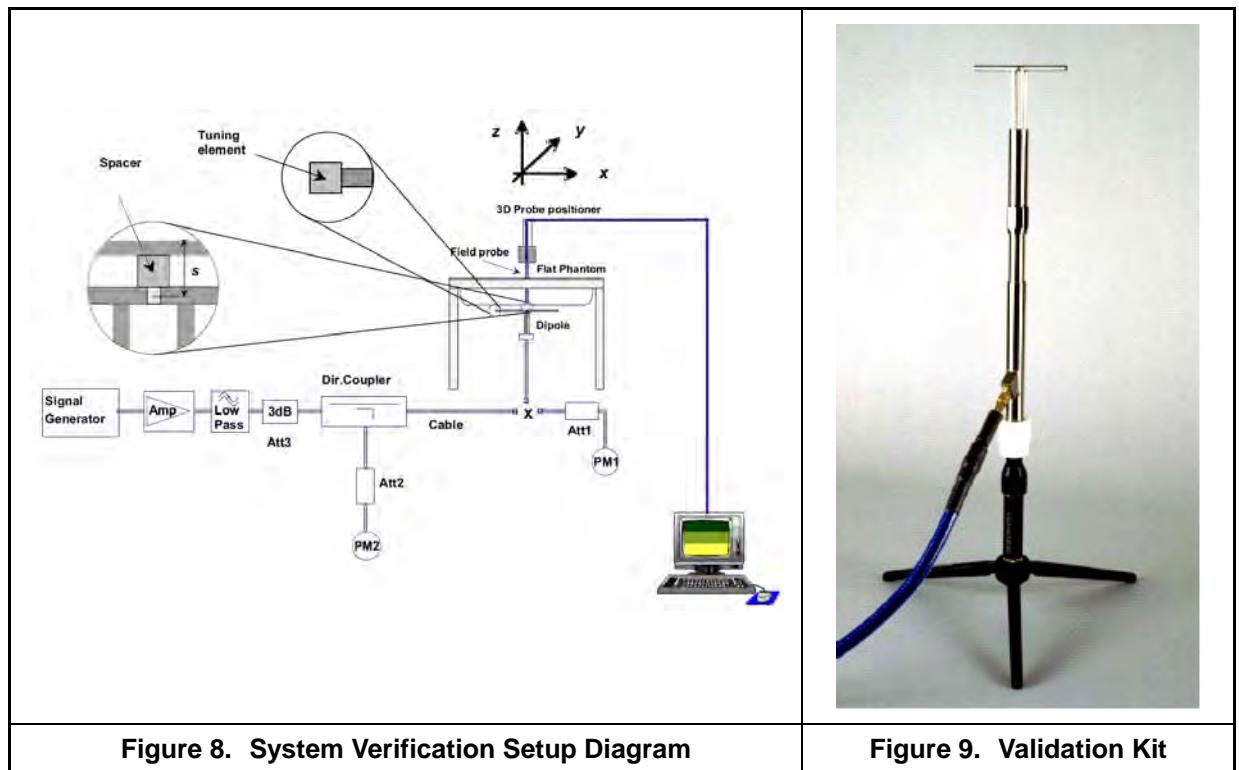 Tuning
element
Spacer
z
y
x
3D Probe positioner
Field probe
Flat Phantom
s
Dipole
Dir.Coupler
Signal
Generator
Amp
Low
Pass
3dB
Att3
Cable
x
Att1
PM1
Att2
PM2
Figure 8. System Verification Setup Diagram
Figure 9. Validation Kit